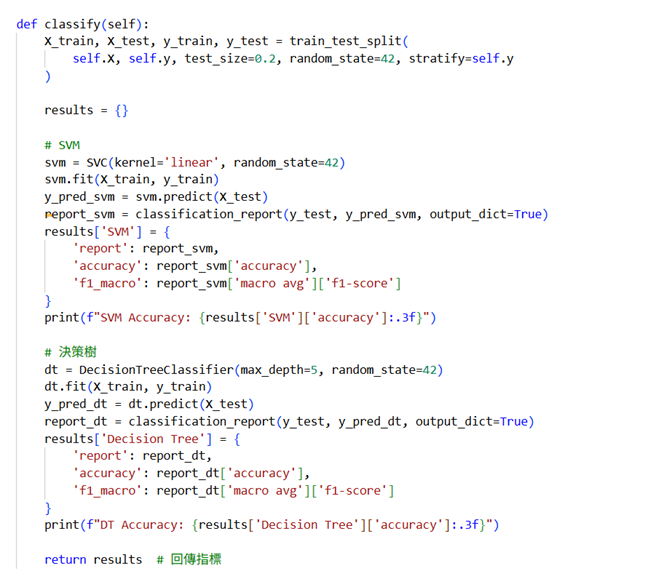 def classify(self):
    X_train, X_test, y_train, y_test = train_test_split(
        self.X, self.y, test_size=0.2, random_state=42, stratify=self.y
    )

    results = {}

    # SVM
    svm = SVC(kernel='linear', random_state=42)
    svm.fit(X_train, y_train)
    y_pred_svm = svm.predict(X_test)
    report_svm = classification_report(y_test, y_pred_svm, output_dict=True)
    results['SVM'] = {
        'report': report_svm,
        'accuracy': report_svm['accuracy'],
        'f1_macro': report_svm['macro avg']['f1-score']
    }
    print(f"SVM Accuracy: {results['SVM']['accuracy']:.3f}")

    # 決策樹
    dt = DecisionTreeClassifier(max_depth=5, random_state=42)
    dt.fit(X_train, y_train)
    y_pred_dt = dt.predict(X_test)
    report_dt = classification_report(y_test, y_pred_dt, output_dict=True)
    results['Decision Tree'] = {
        'report': report_dt,
        'accuracy': report_dt['accuracy'],
        'f1_macro': report_dt['macro avg']['f1-score']
    }
    print(f"DT Accuracy: {results['Decision Tree']['accuracy']:.3f}")

    return results  # 回傳指標